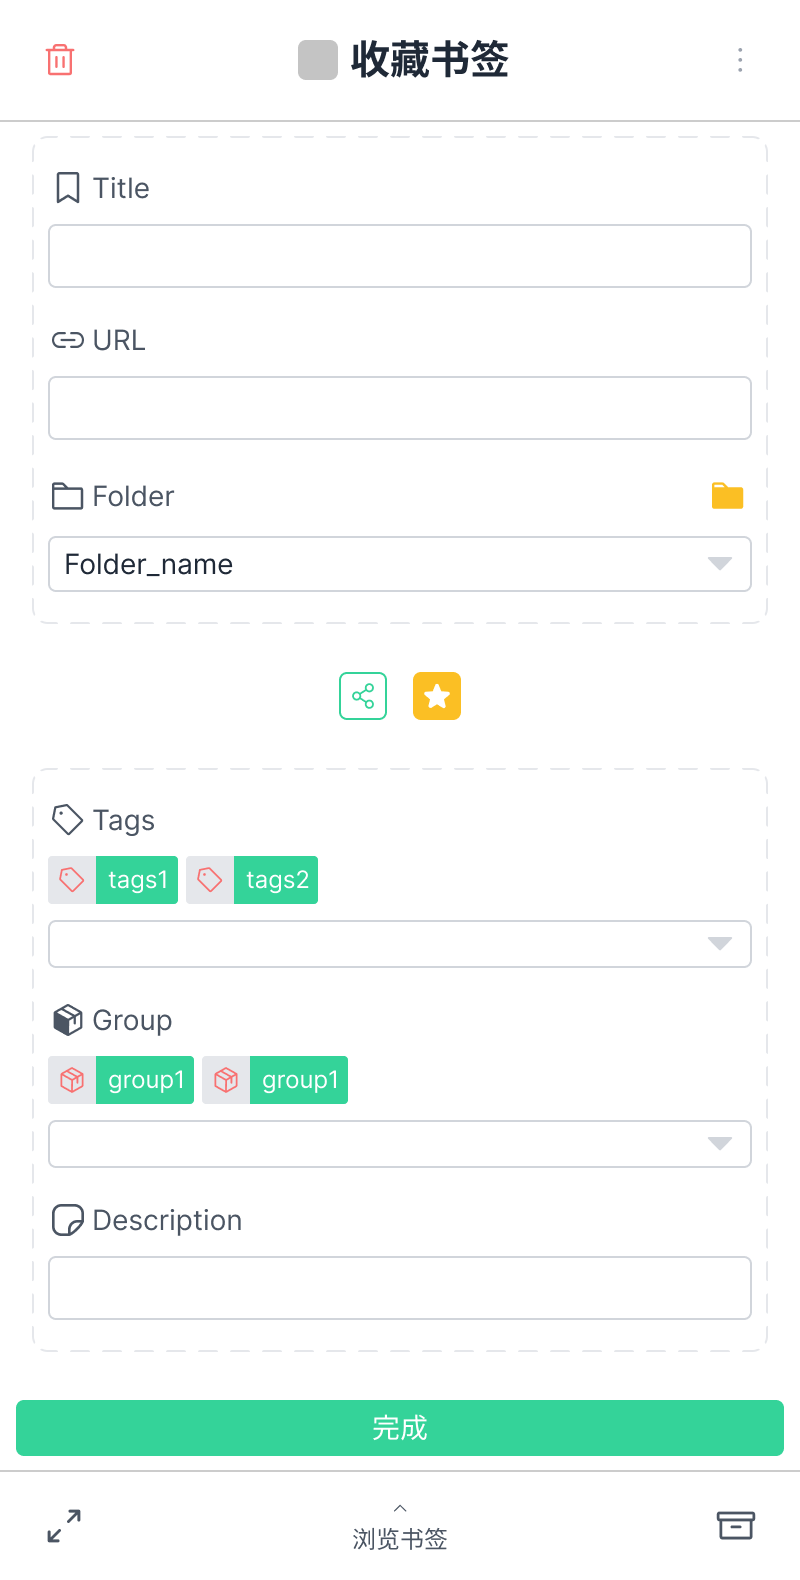 收藏书签
Title
URL
Folder
Folder_name
Tags
tags1 tags2
Group
group1 group1
Description
完成
浏览书签